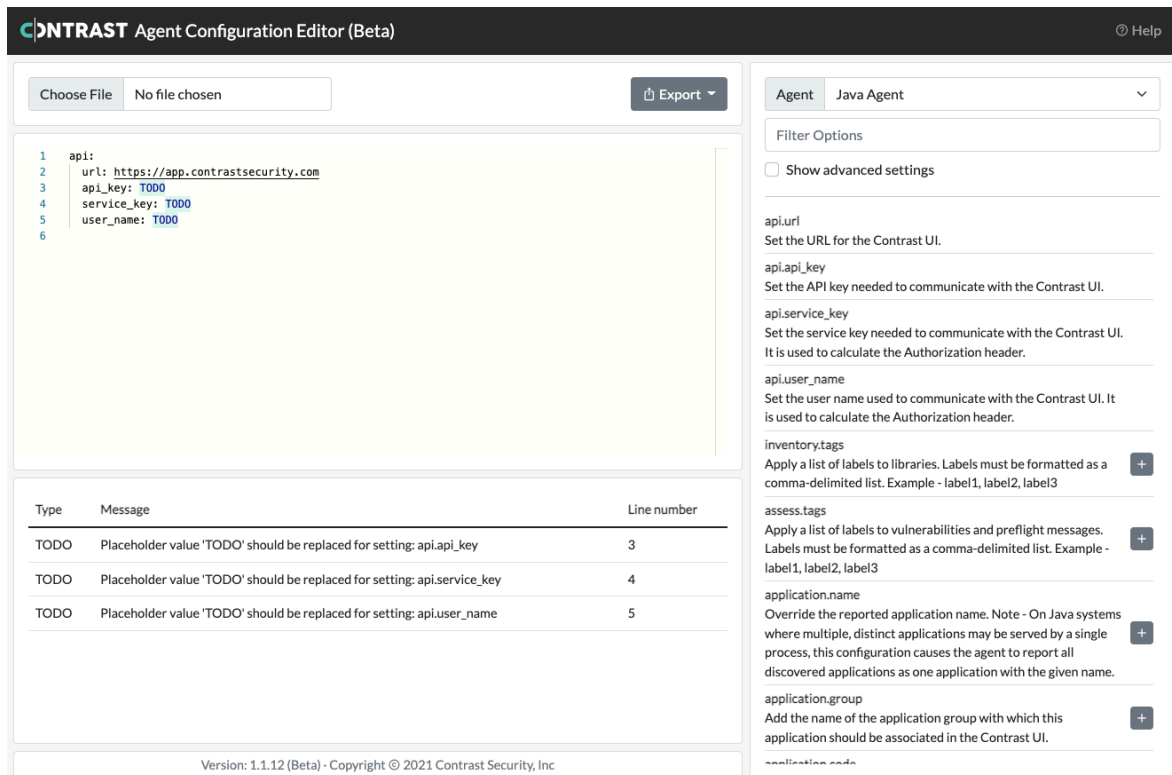 CONTRAST Agent Configuration Editor (Beta)
Help
Choose File No file chosen
Export
1 api:
2 url: https://app.contrastsecurity.com
3 api_key: TODO
4 service_key: TODO
5 user_name: TODO
6
Type Message Line number
TODO Placeholder value 'TODO' should be replaced for setting: api.api_key 3
TODO Placeholder value 'TODO' should be replaced for setting: api.service_key 4
TODO Placeholder value 'TODO' should be replaced for setting: api.user_name 5
Version: 1.1.12 (Beta) - Copyright © 2021 Contrast Security, Inc
Agent Java Agent
Filter Options
Show advanced settings
api.url
Set the URL for the Contrast UI.
api.api_key
Set the API key needed to communicate with the Contrast UI.
api.service_key
Set the service key needed to communicate with the Contrast UI.
It is used to calculate the Authorization header.
api.user_name
Set the user name used to communicate with the Contrast UI. It
is used to calculate the Authorization header.
inventory.tags
Apply a list of labels to libraries. Labels must be formatted as a
comma-delimited list. Example - label1, label2, label3
assess.tags
Apply a list of labels to vulnerabilities and preflight messages.
Labels must be formatted as a comma-delimited list. Example -
label1, label2, label3
application.name
Override the reported application name. Note - On Java systems
where multiple, distinct applications may be served by a single
process, this configuration causes the agent to report all
discovered applications as one application with the given name.
application.group
Add the name of the application group with which this
application should be associated in the Contrast UI.
application.code